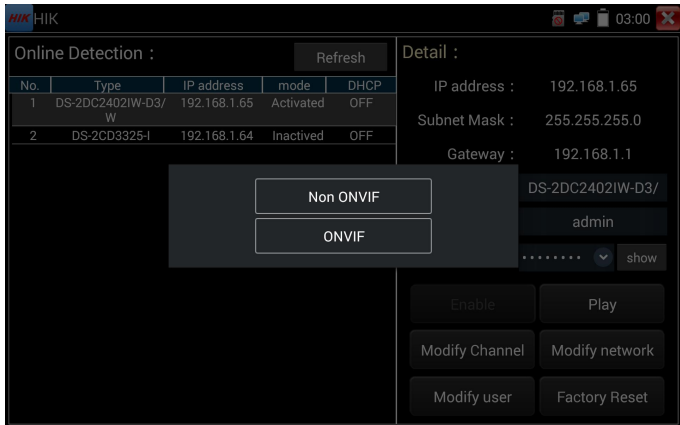 HIK HIK
03:00
Online Detection :
Refresh
No. Type IP address mode DHCP
1 DS-2DC2402IW-D3/ 192.168.1.65 Activated OFF
W
2 DS-2CD3325-I 192.168.1.64 Inactived OFF
Non ONVIF
ONVIF
Detail :
IP address : 192.168.1.65
Subnet Mask : 255.255.255.0
Gateway : 192.168.1.1
DS-2DC2402IW-D3/
admin
········ show
Enable Play
Modify Channel Modify network
Modify user Factory Reset